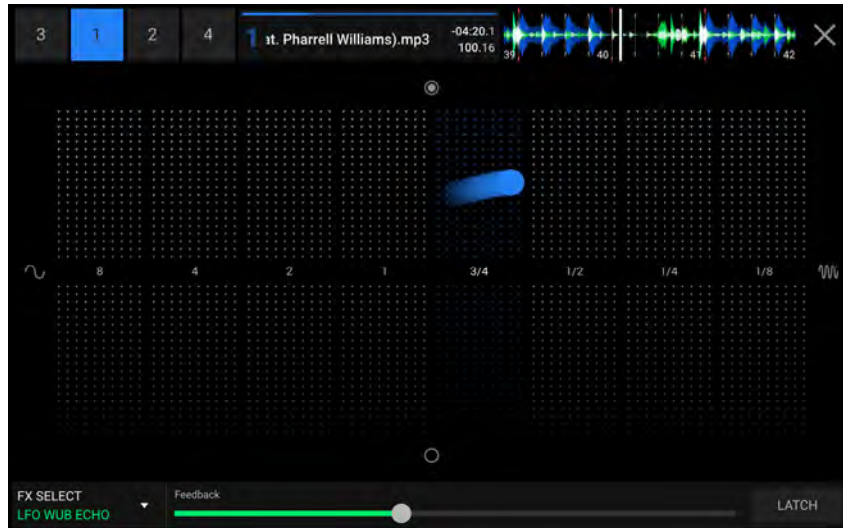 3 1 2 4
1 at. Pharrell Williams).mp3 -04:20.1
100.16
39 40 41 42
8 4 2 1 3/4 1/2 1/4 1/8
FX SELECT
LFO WUB ECHO
Feedback
LATCH